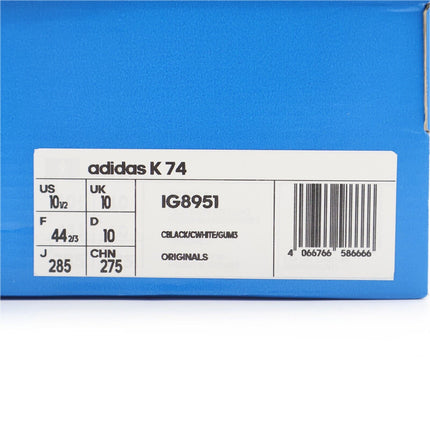 adidas K 74
US UK
10 1/2 10
F D
44 2/3 10
J CHN
285 275
IG8951
CBLACK/CWHITE/GUM3
ORIGINALS
4 066766 586666